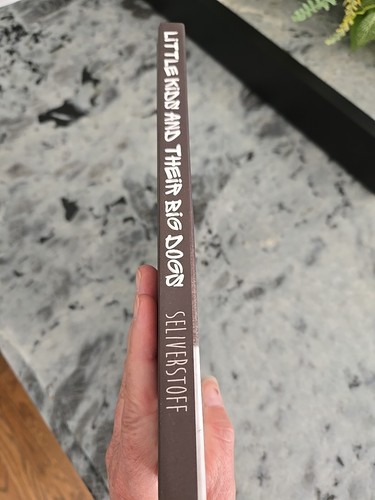 LITTLE KIDS AND THEIR BIG DOGS
SELIVERSTOFF